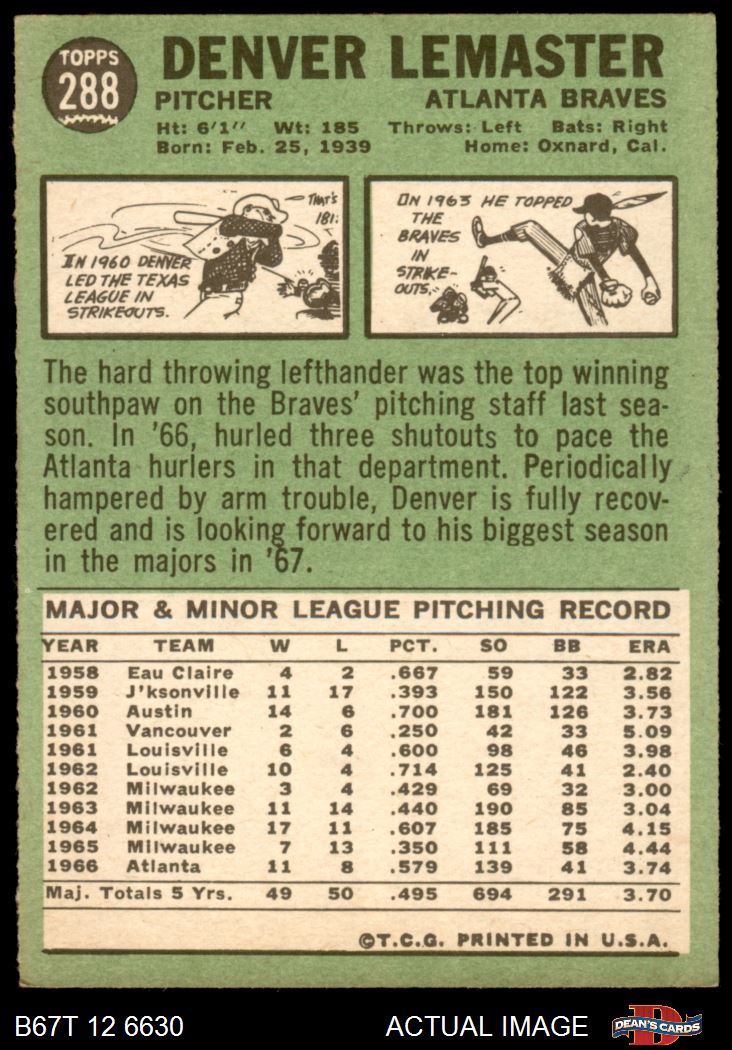 TOPPS
288
DENVER LEMASTER
PITCHER ATLANTA BRAVES
Ht: 6'1'' Wt: 185 Throws: Left Bats: Right
Born: Feb. 25, 1939 Home: Oxnard, Cal.
THAT'S
181.
IN 1960 DENVER
LED THE TEXAS
LEAGUE IN
STRIKEOUTS.
ON 1963 HE TOPPED
THE
BRAVES
IN
STRIKE-
OUTS.
The hard throwing lefthander was the top winning
southpaw on the Braves' pitching staff last sea-
son. In '66, hurled three shutouts to pace the
Atlanta hurlers in that department. Periodically
hampered by arm trouble, Denver is fully recov-
ered and is looking forward to his biggest season
in the majors in '67.
MAJOR & MINOR LEAGUE PITCHING RECORD
YEAR TEAM W L PCT. SO BB ERA
1958 Eau Claire 4 2 .667 59 33 2.82
1959 J'ksonville 11 17 .393 150 122 3.56
1960 Austin 14 6 .700 181 126 3.73
1961 Vancouver 2 6 .250 42 33 5.09
1961 Louisville 6 4 .600 98 46 3.98
1962 Louisville 10 4 .714 125 41 2.40
1962 Milwaukee 3 4 .429 69 32 3.00
1963 Milwaukee 11 14 .440 190 85 3.04
1964 Milwaukee 17 11 .607 185 75 4.15
1965 Milwaukee 7 13 .350 111 58 4.44
1966 Atlanta 11 8 .579 139 41 3.74
Maj. Totals 5 Yrs. 49 50 .495 694 291 3.70
©T.C.G. PRINTED IN U.S.A.
B67T 12 6630 ACTUAL IMAGE
D
DEAN'S CARDS